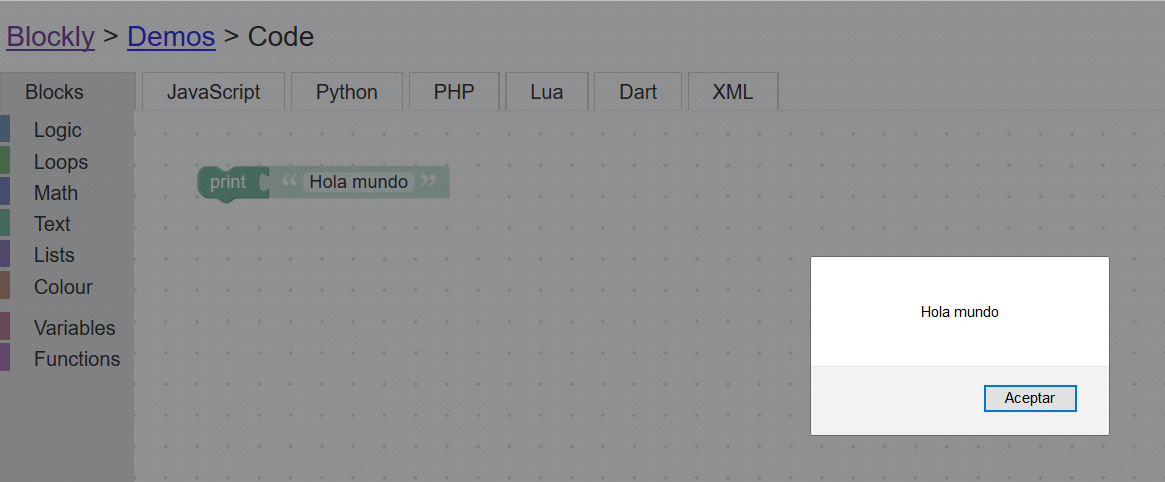 Blockly > Demos > Code
Blocks JavaScript Python PHP Lua Dart XML
Logic
Loops
Math
Text
Lists
Colour
Variables
Functions
print “ Hola mundo ”
Hola mundo
Aceptar